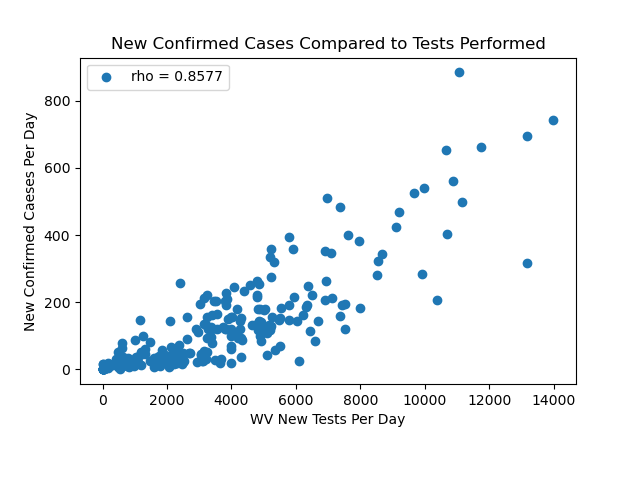 New Confirmed Cases Compared to Tests Performed
rho = 0.8577
New Confirmed Caeses Per Day
800
600
400
200
0
0 2000 4000 6000 8000 10000 12000 14000
WV New Tests Per Day